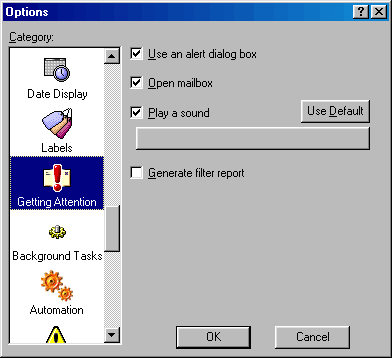 Options
Category:
Date Display
Labels
Getting Attention
Background Tasks
Automation
Use an alert dialog box
Open mailbox
Play a sound
Use Default
Generate filter report
OK
Cancel